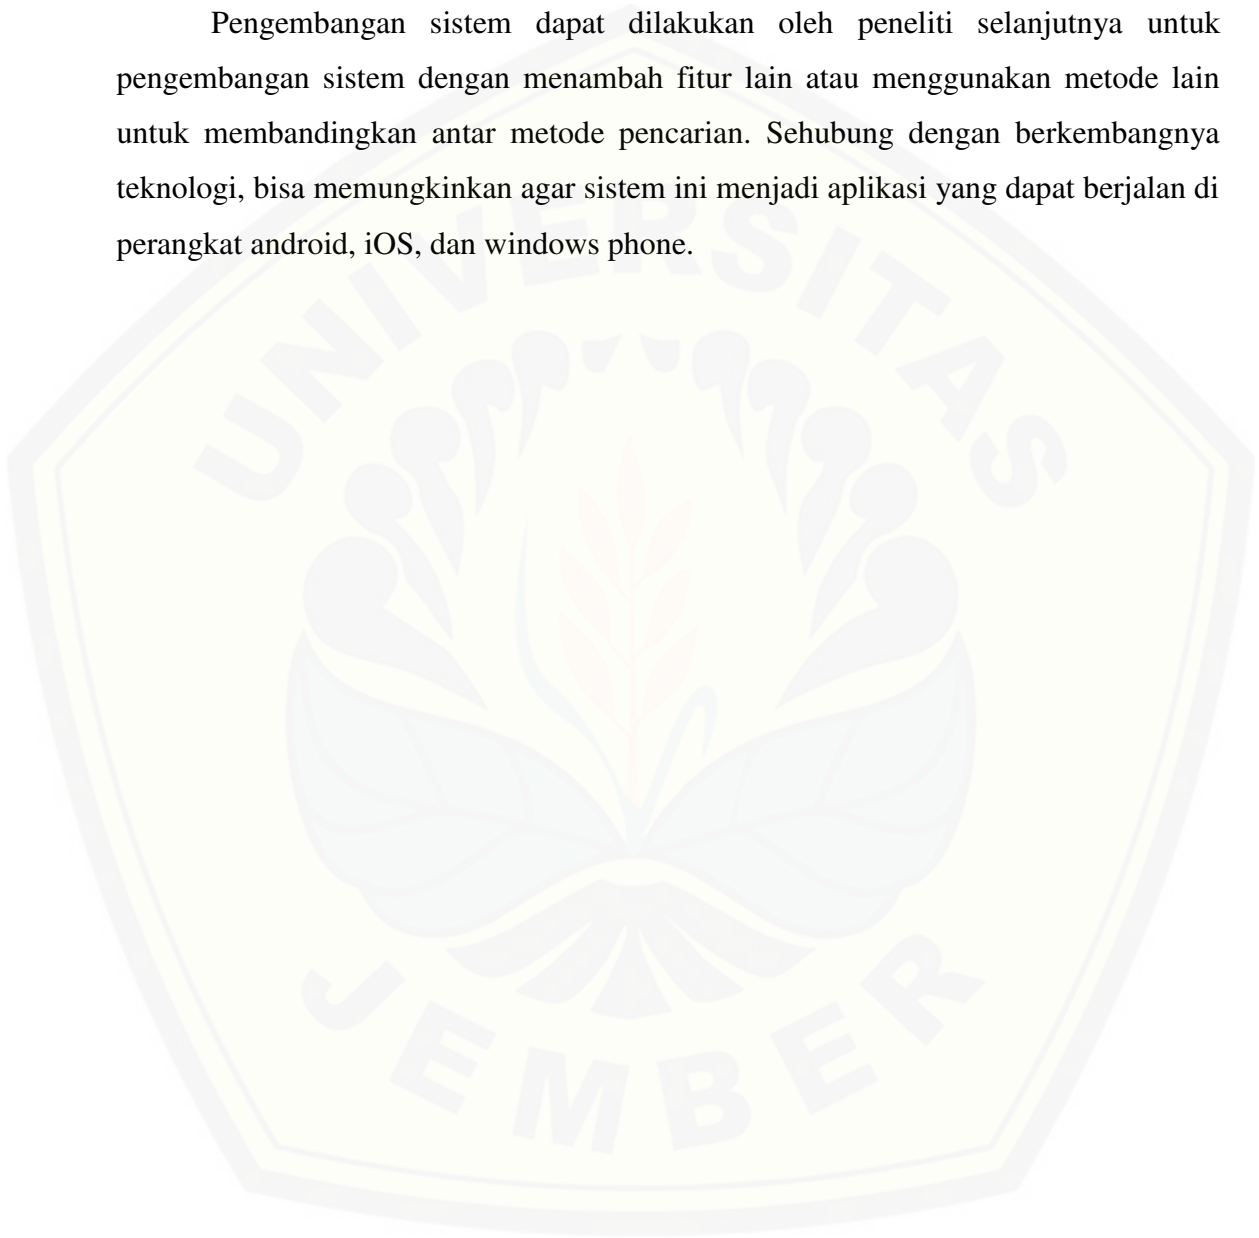 Pengembangan sistem dapat dilakukan oleh peneliti selanjutnya untuk
pengembangan sistem dengan menambah fitur lain atau menggunakan metode lain
untuk membandingkan antar metode pencarian. Sehubung dengan berkembangnya
teknologi, bisa memungkinkan agar sistem ini menjadi aplikasi yang dapat berjalan di
perangkat android, iOS, dan windows phone.
UNIVERSITAS
JEMBER